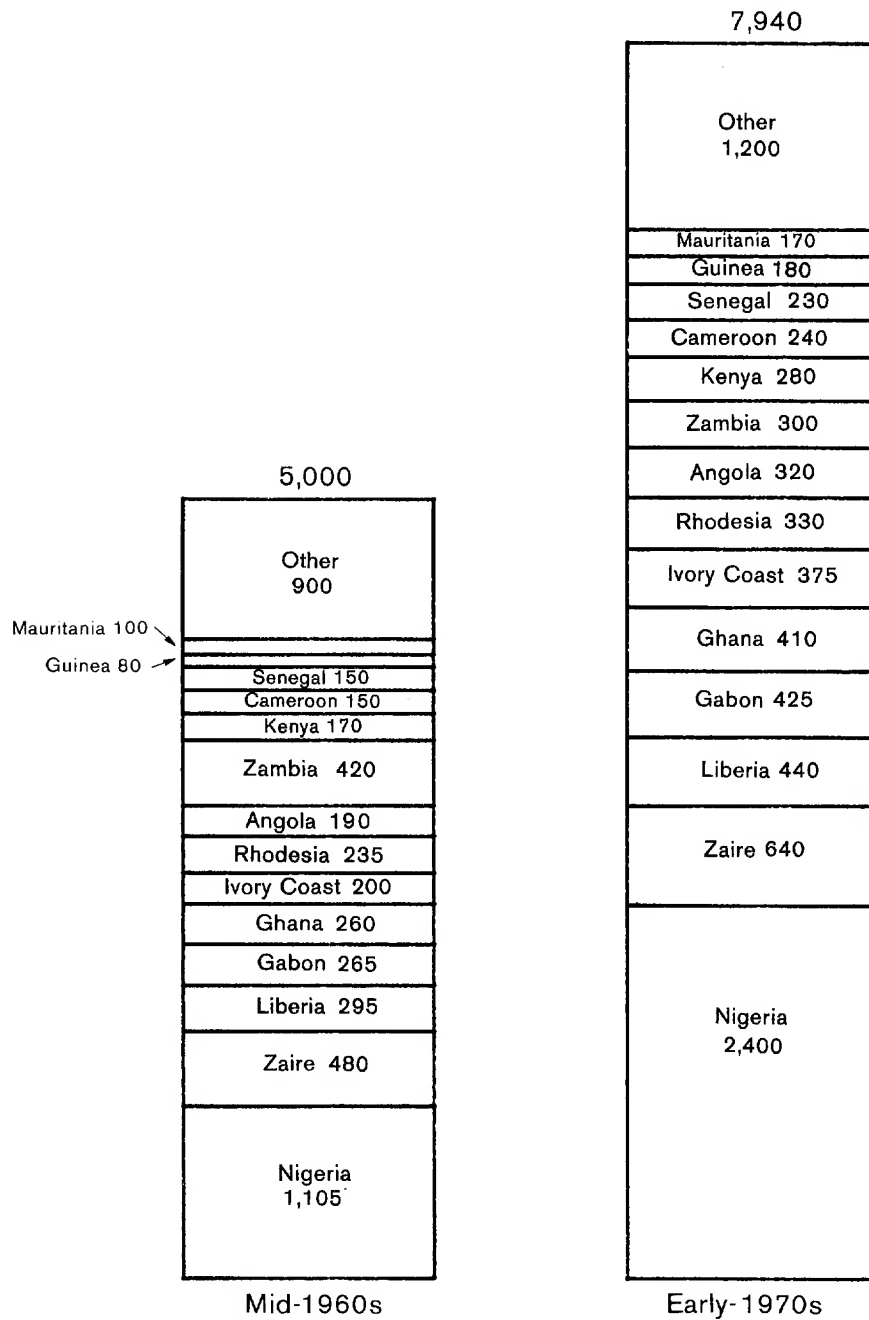 5,000
Other
900
Mauritania 100
Guinea 80
Senegal 150
Cameroon 150
Kenya 170
Zambia 420
Angola 190
Rhodesia 235
Ivory Coast 200
Ghana 260
Gabon 265
Liberia 295
Zaire 480
Nigeria
1,105
Mid-1960s
7,940
Other
1,200
Mauritania 170
Guinea 180
Senegal 230
Cameroon 240
Kenya 280
Zambia 300
Angola 320
Rhodesia 330
Ivory Coast 375
Ghana 410
Gabon 425
Liberia 440
Zaire 640
Nigeria
2,400
Early-1970s